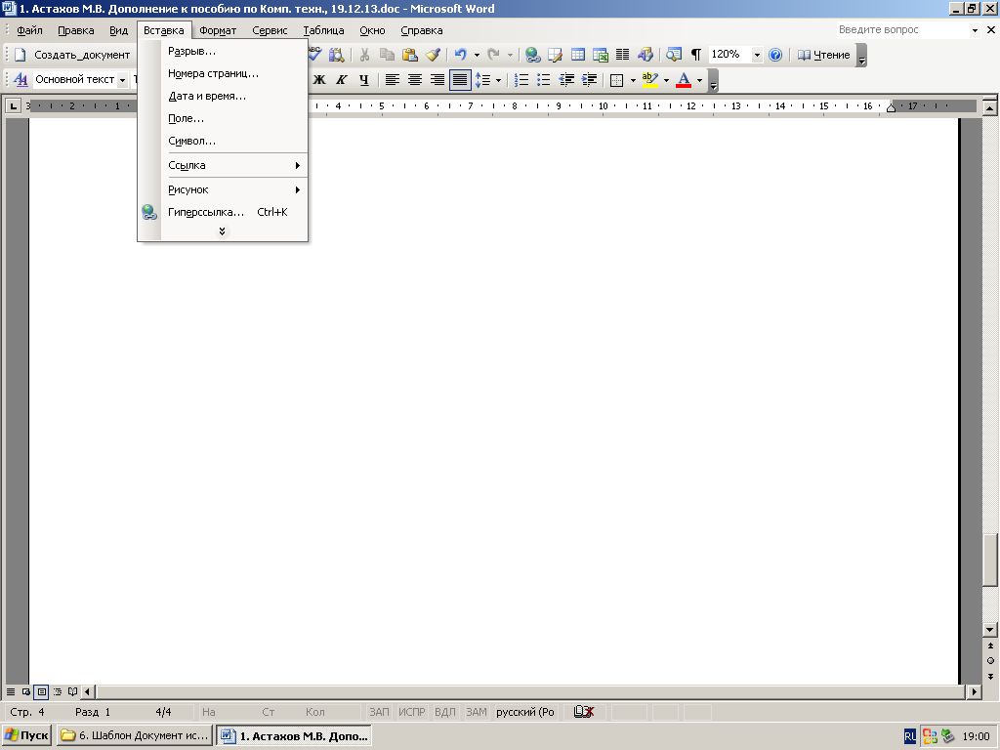 1. Астахов М.В. Дополнение к пособию по Комп. техн., 19.12.13.doc - Microsoft Word
Файл Правка Вид Вставка Формат Сервис Таблица Окно Справка Введите вопрос
Создать_документ 120% Чтение
Основной текст Ж К Ч
3 2 1 4 5 6 7 8 9 10 11 12 13 14 15 16 17
Разрыв...
Номера страниц...
Дата и время...
Поле...
Символ...
Ссылка
Рисунок
Гиперссылка... Ctrl+K
Стр. 4 Разд 1 4/4 На Ст Кол ЗАП ИСПР ВДЛ ЗАМ русский (Ро
Пуск 6. Шаблон Документ ис... 1. Астахов М.В. Допо... RU 19:00